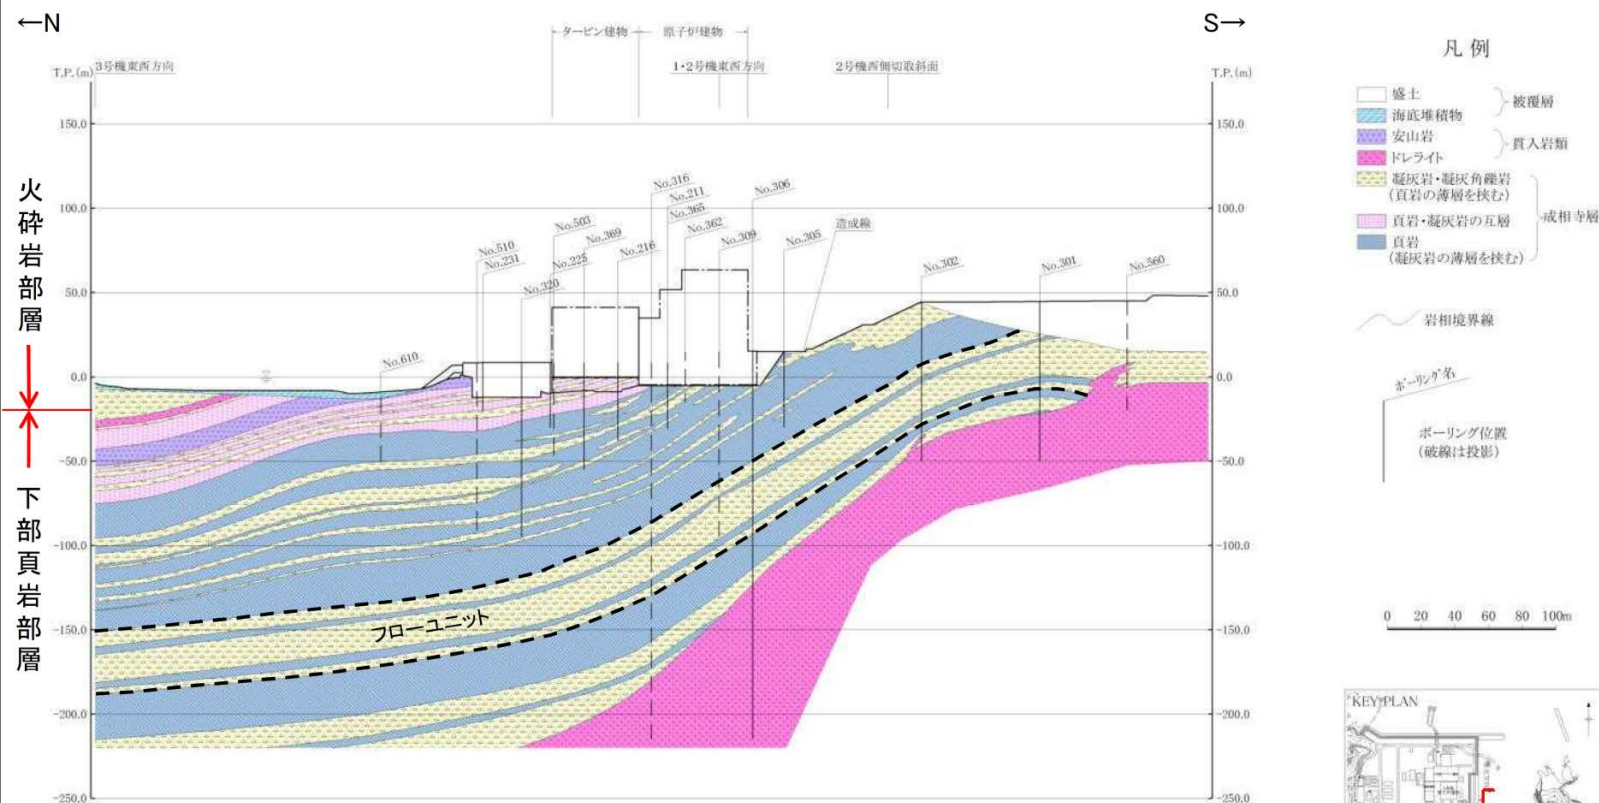 ←N
S→
タービン建物
原子炉建物
3号機東西方向
1・2号機東西方向
2号機西側切取斜面
T.P.(m)
T.P.(m)
150.0
150.0
100.0
100.0
50.0
50.0
0.0
0.0
-50.0
-50.0
-100.0
-100.0
-150.0
-150.0
-200.0
-200.0
-250.0
-250.0
火砕岩部層
下部頁岩部層
No.610
No.510
No.231
No.320
No.503
No.225
No.369
No.216
No.316
No.211
No.365
No.362
No.309
No.306
No.305
造成線
No.302
No.301
No.560
フローユニット
凡例
盛土
海底堆積物
被覆層
安山岩
ドレライト
貫入岩類
凝灰岩・凝灰角礫岩
(頁岩の薄層を挟む)
頁岩・凝灰岩の互層
頁岩
(凝灰岩の薄層を挟む)
成相寺層
岩相境界線
ボーリング名
ボーリング位置
(破線は投影)
0 20 40 60 80 100m
KEY PLAN